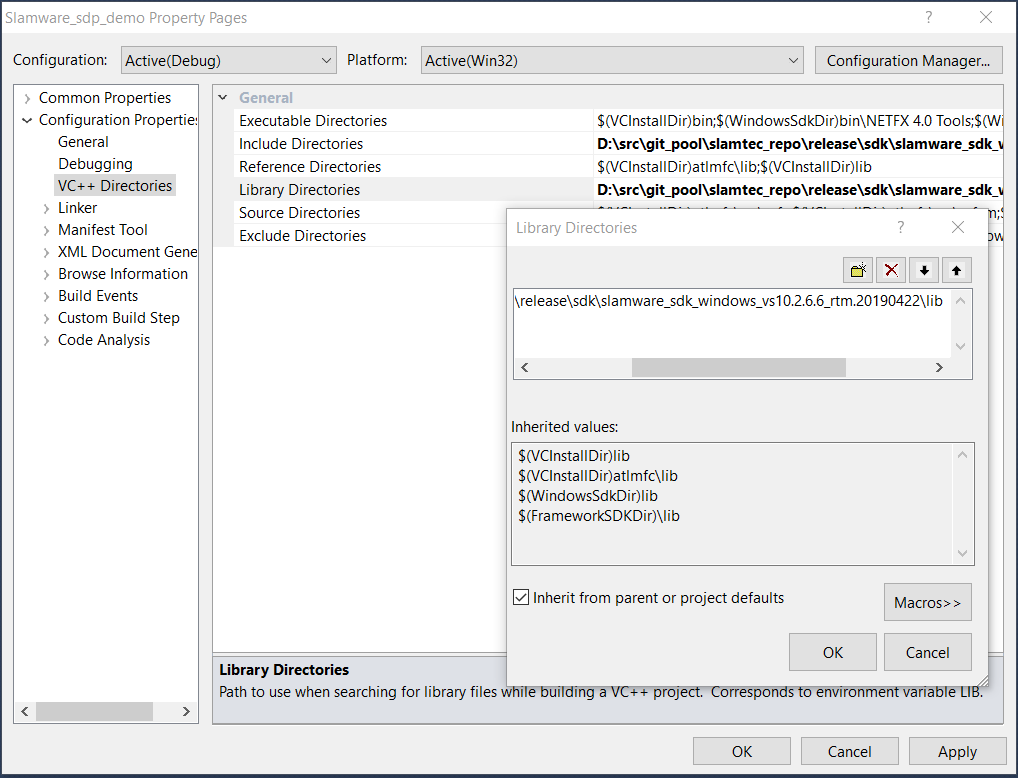 Slamware_sdp_demo Property Pages
?
Configuration: Active(Debug) Platform: Active(Win32) Configuration Manager...
Common Properties
Configuration Properties
General
Debugging
VC++ Directories
Linker
Manifest Tool
XML Document Gene
Browse Information
Build Events
Custom Build Step
Code Analysis
General
Executable Directories $(VCInstallDir)bin;$(WindowsSdkDir)bin\NETFX 4.0 Tools;$(Wi
Include Directories D:\src\git_pool\slamtec_repo\release\sdk\slamware_sdk_w
Reference Directories $(VCInstallDir)atlmfc\lib;$(VCInstallDir)lib
Library Directories D:\src\git_pool\slamtec_repo\release\sdk\slamware_sdk_w
Source Directories
Exclude Directories
Library Directories
?
\release\sdk\slamware_sdk_windows_vs10.2.6.6_rtm.20190422\lib
Inherited values:
$(VCInstallDir)lib
$(VCInstallDir)atlmfc\lib
$(WindowsSdkDir)lib
$(FrameworkSDKDir)\lib
Inherit from parent or project defaults
Macros>>
OK Cancel
Library Directories
Path to use when searching for library files while building a VC++ project. Corresponds to environment variable LIB.
OK Cancel Apply